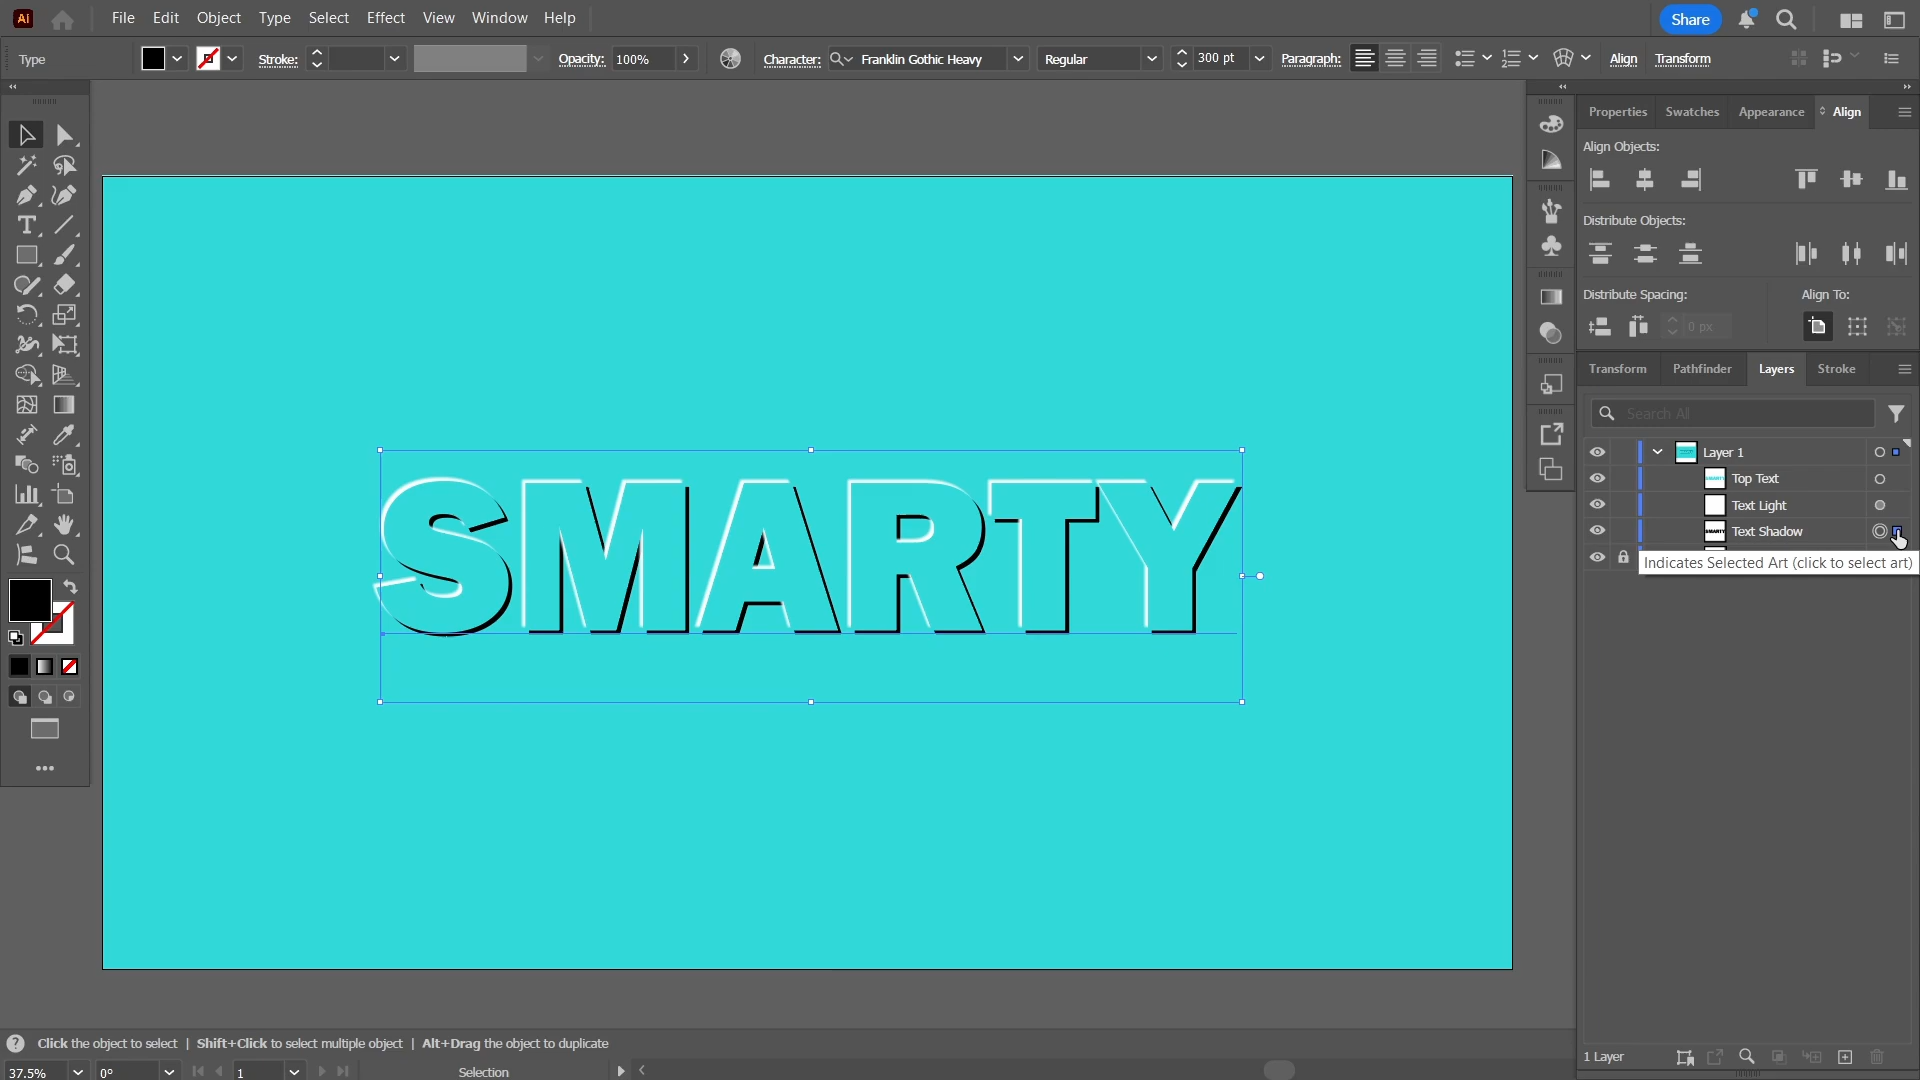 Ai File Edit Object Type Select Effect View Window Help Share
Type Stroke: Opacity: 100% Character: Franklin Gothic Heavy Regular 300 pt Paragraph: Align Transform
Properties Swatches Appearance Align
Align Objects:
Distribute Objects:
Distribute Spacing: Align To:
0 px
Transform Pathfinder Layers Stroke
Search All
Layer 1
Top Text
Text Light
Text Shadow
Indicates Selected Art (click to select art)
SMARTY
1 Layer
Click the object to select | Shift+Click to select multiple object | Alt+Drag the object to duplicate
37.5% 0° 1 Selection